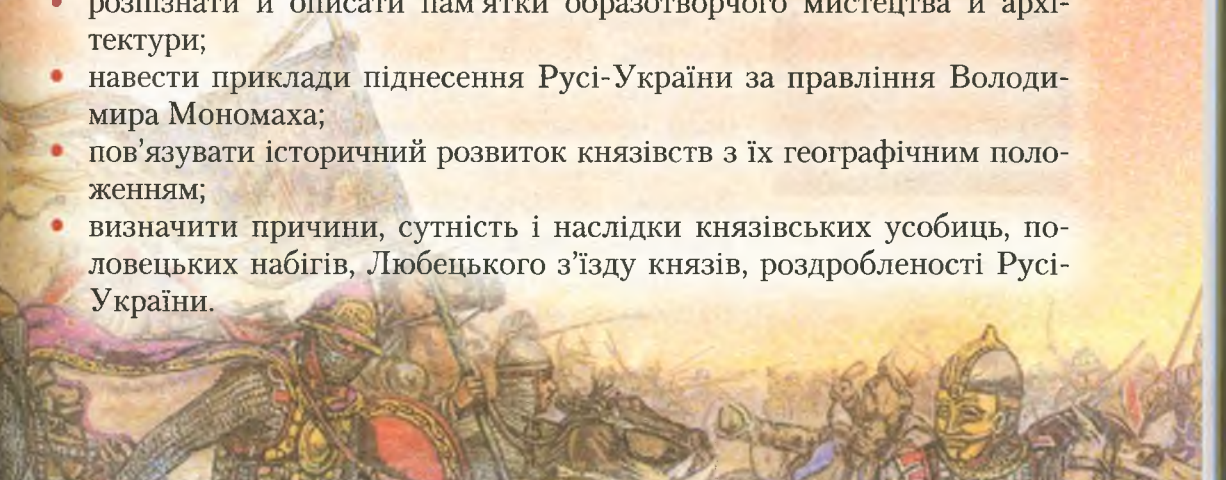 • розпізнати й описати пам'ятки образотворчого мистецтва й архі-
тектури;
• навести приклади піднесення Русі-України за правління Володи-
мира Мономаха;
• пов'язувати історичний розвиток князівств з їх географічним поло-
женням;
• визначити причини, сутність і наслідки князівських усобиць, по-
ловецьких набігів, Любецького з'їзду князів, роздробленості Русі-
України.